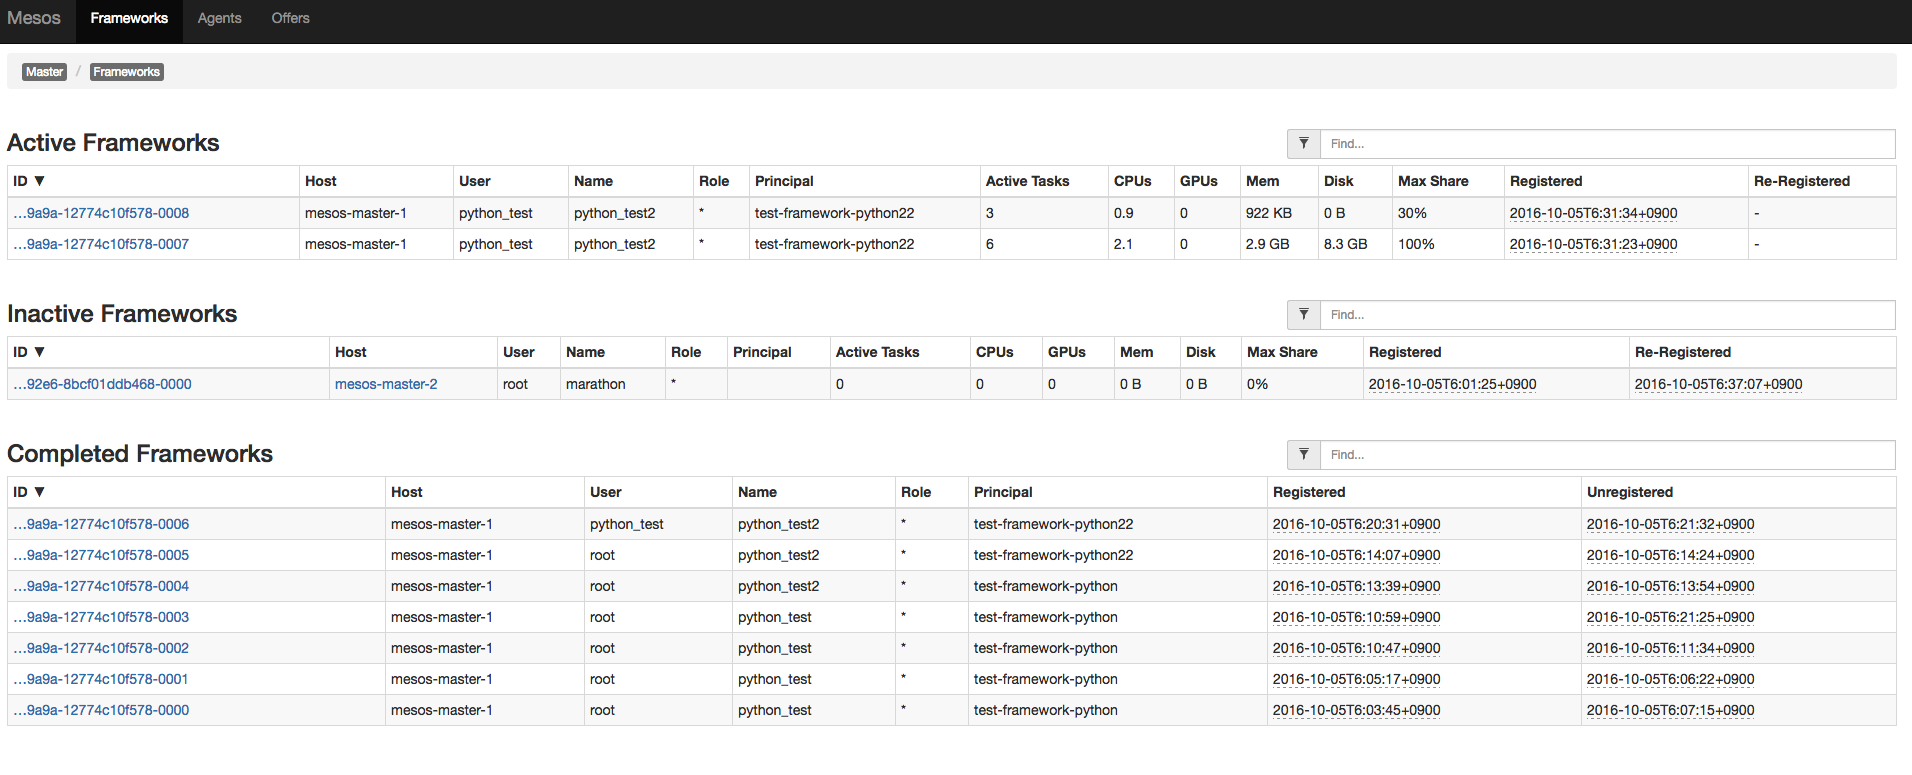 Mesos Frameworks Agents Offers
Master / Frameworks
Active Frameworks Find...
ID ▼ Host User Name Role Principal Active Tasks CPUs GPUs Mem Disk Max Share Registered Re-Registered
...9a9a-12774c10f578-0008 mesos-master-1 python_test python_test2 * test-framework-python22 3 0.9 0 922 KB 0 B 30% 2016-10-05T6:31:34+0900 -
...9a9a-12774c10f578-0007 mesos-master-1 python_test python_test2 * test-framework-python22 6 2.1 0 2.9 GB 8.3 GB 100% 2016-10-05T6:31:23+0900 -
Inactive Frameworks Find...
ID ▼ Host User Name Role Principal Active Tasks CPUs GPUs Mem Disk Max Share Registered Re-Registered
...92e6-8bcf01ddb468-0000 mesos-master-2 root marathon * 0 0 0 0 B 0 B 0% 2016-10-05T6:01:25+0900 2016-10-05T6:37:07+0900
Completed Frameworks Find...
ID ▼ Host User Name Role Principal Registered Unregistered
...9a9a-12774c10f578-0006 mesos-master-1 python_test python_test2 * test-framework-python22 2016-10-05T6:20:31+0900 2016-10-05T6:21:32+0900
...9a9a-12774c10f578-0005 mesos-master-1 root python_test2 * test-framework-python22 2016-10-05T6:14:07+0900 2016-10-05T6:14:24+0900
...9a9a-12774c10f578-0004 mesos-master-1 root python_test2 * test-framework-python 2016-10-05T6:13:39+0900 2016-10-05T6:13:54+0900
...9a9a-12774c10f578-0003 mesos-master-1 root python_test * test-framework-python 2016-10-05T6:10:59+0900 2016-10-05T6:21:25+0900
...9a9a-12774c10f578-0002 mesos-master-1 root python_test * test-framework-python 2016-10-05T6:10:47+0900 2016-10-05T6:11:34+0900
...9a9a-12774c10f578-0001 mesos-master-1 root python_test * test-framework-python 2016-10-05T6:05:17+0900 2016-10-05T6:06:22+0900
...9a9a-12774c10f578-0000 mesos-master-1 root python_test * test-framework-python 2016-10-05T6:03:45+0900 2016-10-05T6:07:15+0900